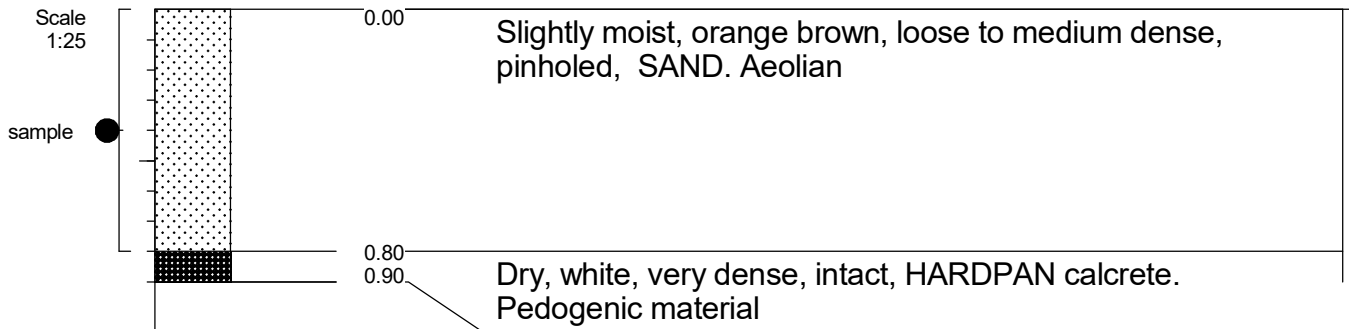 Scale
1:25
0.00
Slightly moist, orange brown, loose to medium dense,
pinholed,  SAND. Aeolian
sample
0.80
0.90
Dry, white, very dense, intact, HARDPAN calcrete.
Pedogenic material